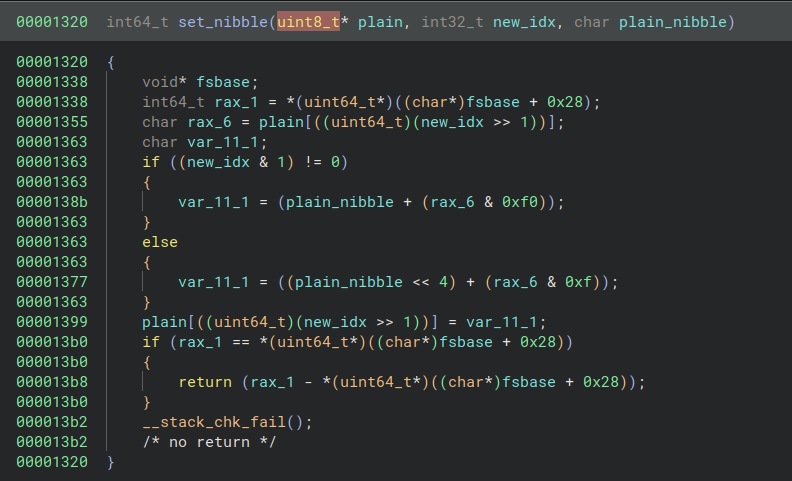 00001320  int64_t set_nibble(uint8_t* plain, int32_t new_idx, char plain_nibble)
00001320  {
00001338      void* fsbase;
00001338      int64_t rax_1 = *(uint64_t*)((char*)fsbase + 0x28);
00001355      char rax_6 = plain[((uint64_t)(new_idx >> 1))];
00001363      char var_11_1;
00001363      if ((new_idx & 1) != 0)
00001363      {
0000138b          var_11_1 = (plain_nibble + (rax_6 & 0xf0));
00001363      }
00001363      else
00001363      {
00001377          var_11_1 = ((plain_nibble << 4) + (rax_6 & 0xf));
00001363      }
00001399      plain[((uint64_t)(new_idx >> 1))] = var_11_1;
000013b0      if (rax_1 == *(uint64_t*)((char*)fsbase + 0x28))
000013b0      {
000013b8          return (rax_1 - *(uint64_t*)((char*)fsbase + 0x28));
000013b0      }
000013b2      __stack_chk_fail();
000013b2      /* no return */
00001320  }